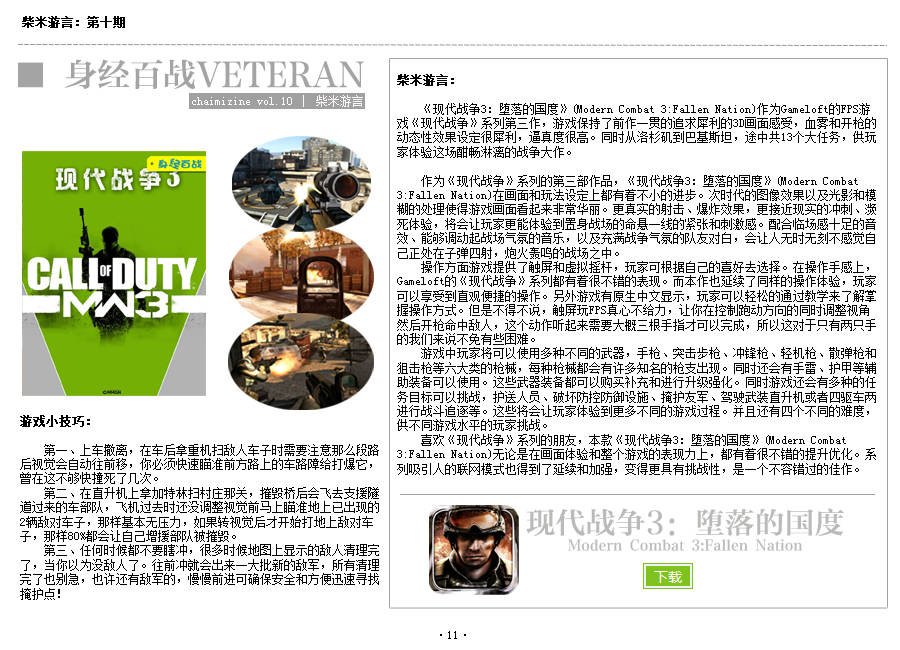 柴米游言：第十期
身经百战VETERAN
chaimizine vol.10 | 柴米游言
·身经百战
现代战争3
CALL OF DUTY
MW3
游戏小技巧：
第一、上车撤离，在车后拿重机扫敌人车子时需要注意那么段路
后视觉会自动往前移，你必须快速瞄准前方路上的车路障给打爆它，
曾在这不够快撞死了几次。
第二、在直升机上拿加特林扫村庄那关，摧毁桥后会飞去支援隧
道过来的车部队，飞机过去时还没调整视觉前马上瞄准地上已出现的
2辆敌对车子，那样基本无压力，如果转视觉后才开始打地上敌对车
子，那样80%都会让自己增援部队被摧毁。
第三、任何时候都不要瞎冲，很多时候地图上显示的敌人清理完
了，当你以为没敌人了。往前冲就会出来一大批新的敌军，所有清理
完了也别急，也许还有敌军的，慢慢前进可确保安全和方便迅速寻找
掩护点！
柴米游言：
《现代战争3：堕落的国度》(Modern Combat 3:Fallen Nation)作为Gameloft的FPS游
戏《现代战争》系列第三作，游戏保持了前作一贯的追求犀利的3D画面感受，血雾和开枪的
动态性效果设定很犀利，逼真度很高。同时从洛杉矶到巴基斯坦，途中共13个大任务，供玩
家体验这场酣畅淋漓的战争大作。
作为《现代战争》系列的第三部作品，《现代战争3：堕落的国度》(Modern Combat
3:Fallen Nation)在画面和玩法设定上都有着不小的进步。次时代的图像效果以及光影和模
糊的处理使得游戏画面看起来非常华丽。更真实的射击、爆炸效果，更接近现实的冲刺、濒
死体验，将会让玩家更能体验到置身战场的命悬一线的紧张和刺激感。配合临场感十足的音
效、能够调动起战场气氛的音乐，以及充满战争气氛的队友对白，会让人无时无刻不感觉自
己正处在子弹四射，炮火轰鸣的战场之中。
操作方面游戏提供了触屏和虚拟摇杆，玩家可根据自己的喜好去选择。在操作手感上，
Gameloft的《现代战争》系列都有着很不错的表现。而本作也延续了同样的操作体验，玩家
可以享受到直观便捷的操作。另外游戏有原生中文显示，玩家可以轻松的通过教学来了解掌
握操作方式。但是不得不说，触屏玩FPS真心不给力，让你在控制跑动方向的同时调整视角
然后开枪命中敌人，这个动作听起来需要大概三根手指才可以完成，所以这对于只有两只手
的我们来说不免有些困难。
游戏中玩家将可以使用多种不同的武器，手枪、突击步枪、冲锋枪、轻机枪、散弹枪和
狙击枪等六大类的枪械，每种枪械都会有许多知名的枪支出现。同时还会有手雷、护甲等辅
助装备可以使用。这些武器装备都可以购买补充和进行升级强化。同时游戏还会有多种的任
务目标可以挑战，护送人员、破坏防控防御设施、掩护友军、驾驶武装直升机或者四驱车两
进行战斗追逐等。这些将会让玩家体验到更多不同的游戏过程。并且还有四个不同的难度，
供不同游戏水平的玩家挑战。
喜欢《现代战争》系列的朋友，本款《现代战争3：堕落的国度》(Modern Combat
3:Fallen Nation)无论是在画面体验和整个游戏的表现力上，都有着很不错的提升优化。系
列吸引人的联网模式也得到了延续和加强，变得更具有挑战性，是一个不容错过的佳作。
现代战争3：堕落的国度
Modern Combat 3:Fallen Nation
下载
·11·